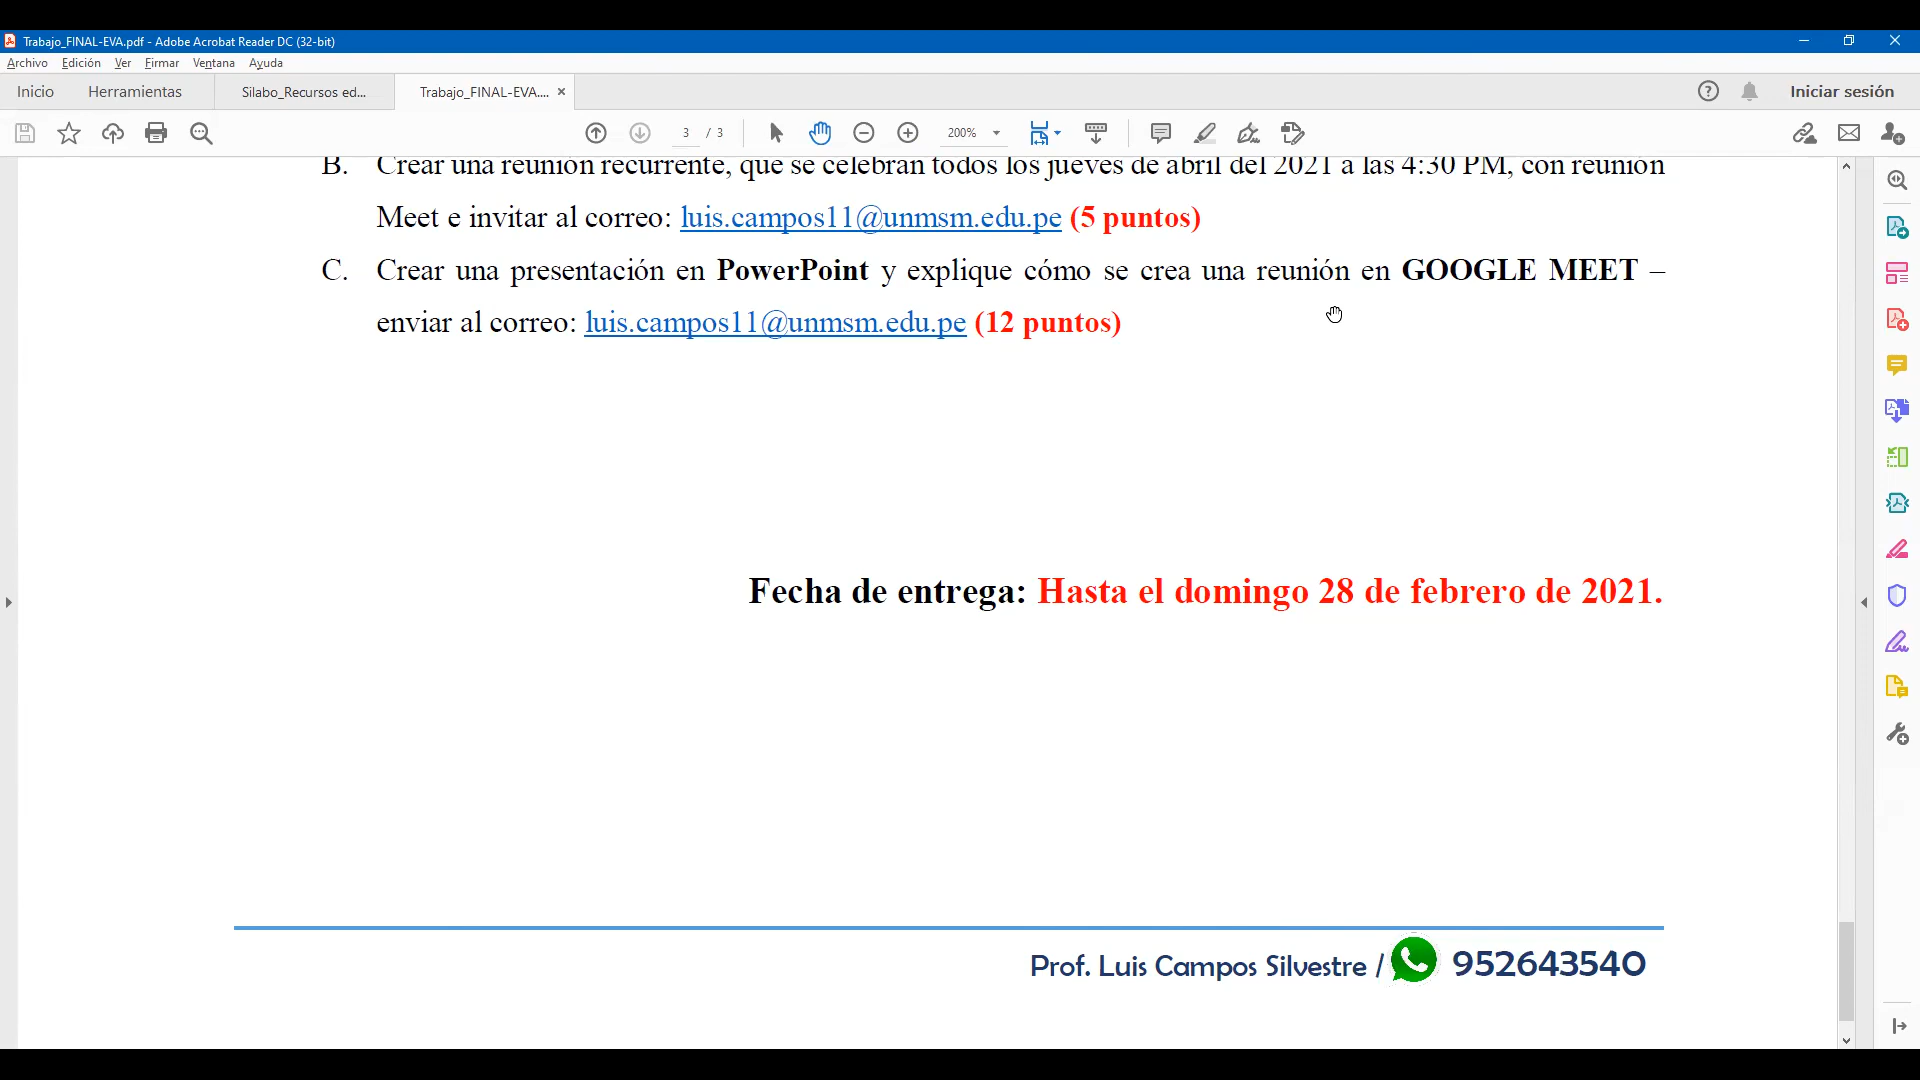 Trabajo_FINAL-EVA.pdf - Adobe Acrobat Reader DC (32-bit)
Archivo Edición Ver Firmar Ventana Ayuda
Inicio Herramientas Silabo_Recursos ed... Trabajo_FINAL-EVA.... × Iniciar sesión
3 / 3 200%
B. Crear una reunión recurrente, que se celebran todos los jueves de abril del 2021 a las 4:30 PM, con reunión
Meet e invitar al correo: luis.campos11@unmsm.edu.pe (5 puntos)
C. Crear una presentación en PowerPoint y explique cómo se crea una reunión en GOOGLE MEET –
enviar al correo: luis.campos11@unmsm.edu.pe (12 puntos)
Fecha de entrega: Hasta el domingo 28 de febrero de 2021.
Prof. Luis Campos Silvestre / 952643540